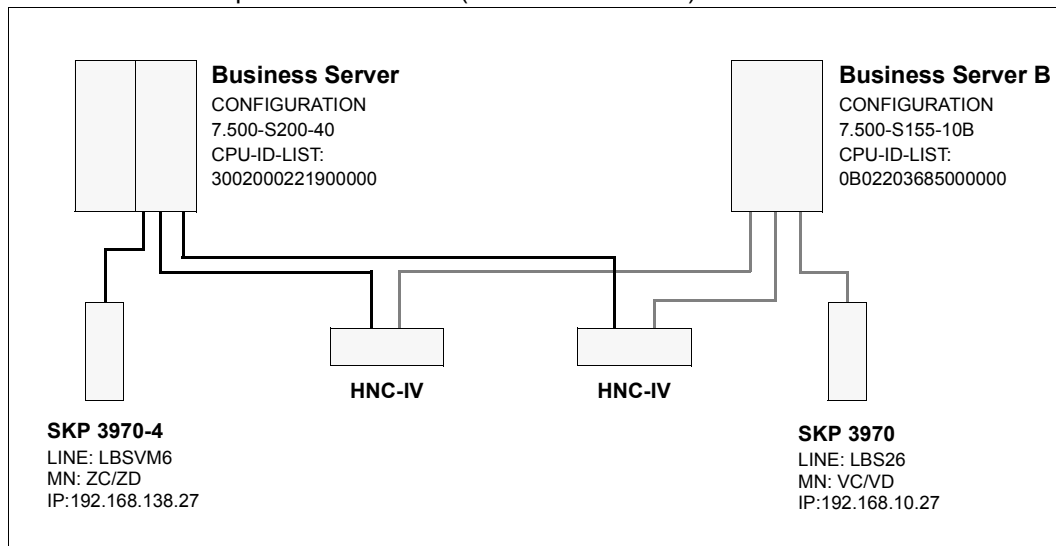 Business Server
CONFIGURATION
7.500-S200-40
CPU-ID-LIST:
3002000221900000
Business Server B
CONFIGURATION
7.500-S155-10B
CPU-ID-LIST:
0B02203685000000
HNC-IV
HNC-IV
SKP 3970-4
LINE: LBSVM6
MN: ZC/ZD
IP:192.168.138.27
SKP 3970
LINE: LBS26
MN: VC/VD
IP:192.168.10.27